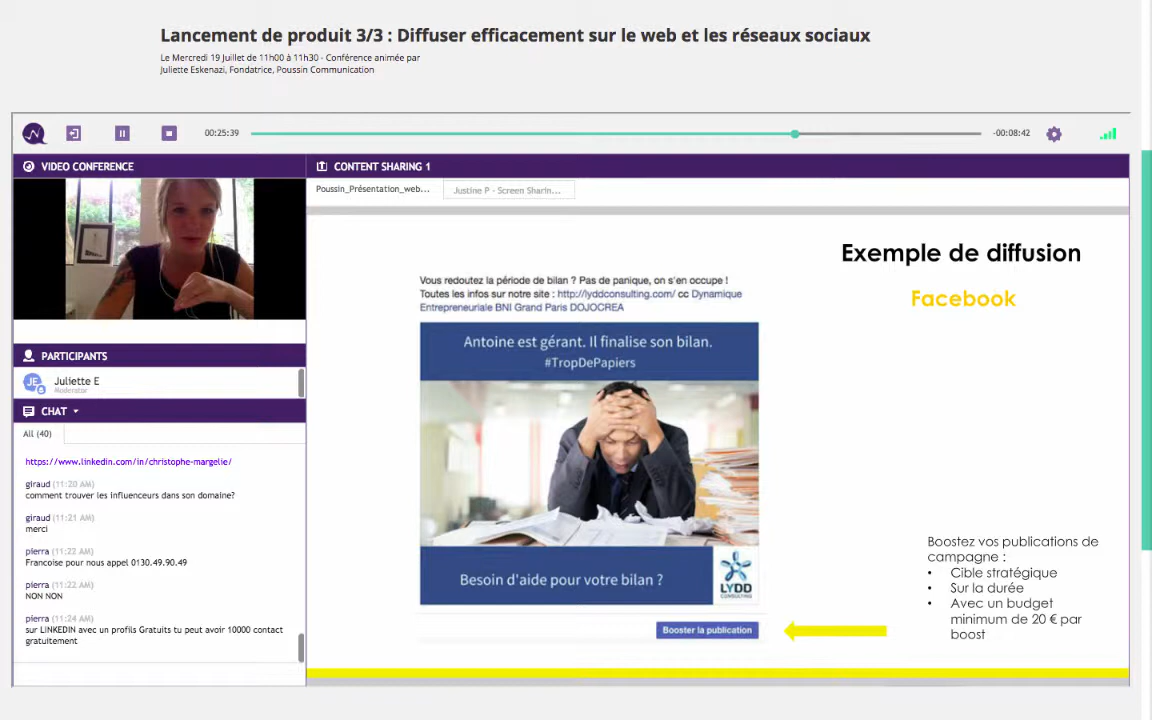 Lancement de produit 3/3 : Diffuser efficacement sur le web et les réseaux sociaux
Le Mercredi 19 Juillet de 11h00 à 11h30 - Conférence animée par
Juliette Eskenazi, Fondatrice, Poussin Communication
00:25:39
-00:08:42
VIDEO CONFERENCE
PARTICIPANTS
JE
Juliette E
Moderator
CHAT
All (40)
https://www.linkedin.com/in/christophe-margelie/
giraud (11:20 AM)
comment trouver les influenceurs dans son domaine?
giraud (11:21 AM)
merci
pierra (11:22 AM)
Francoise pour nous appel 0130.49.90.49
pierra (11:22 AM)
NON NON
pierra (11:24 AM)
sur LINKEDIN avec un profils Gratuits tu peut avoir 10000 contact
gratuitement
CONTENT SHARING 1
Poussin_Présentation_web...
Justine P - Screen Sharin...
Exemple de diffusion
Facebook
Vous redoutez la période de bilan ? Pas de panique, on s'en occupe !
Toutes les infos sur notre site : http://lyddconsulting.com/ cc Dynamique
Entrepreneuriale BNI Grand Paris DOJOCREA
Antoine est gérant. Il finalise son bilan.
#TropDePapiers
Besoin d'aide pour votre bilan ?
LYDD
CONSULTING
Booster la publication
Boostez vos publications de
campagne :
• Cible stratégique
• Sur la durée
• Avec un budget
minimum de 20 € par
boost